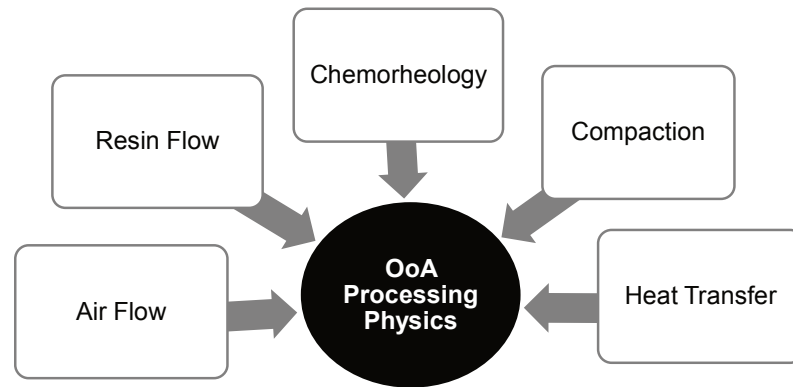 Chemorheology
Resin Flow
Compaction
Air Flow
OoA
Processing
Physics
Heat Transfer